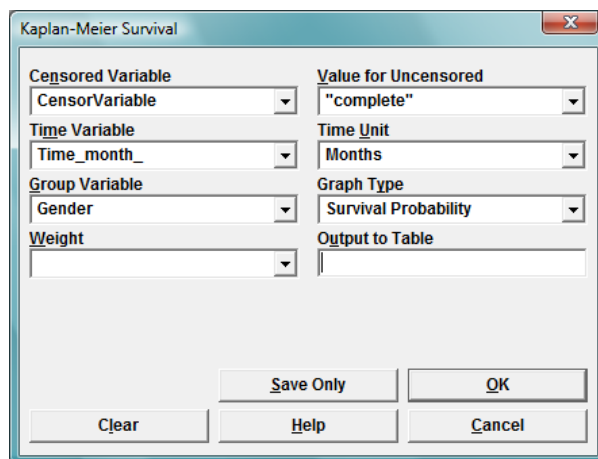 Kaplan-Meier Survival
Censored Variable
CensorVariable
Value for Uncensored
"complete"
Time Variable
Time_month_
Time Unit
Months
Group Variable
Gender
Graph Type
Survival Probability
Weight
Output to Table
Save Only
OK
Clear
Help
Cancel